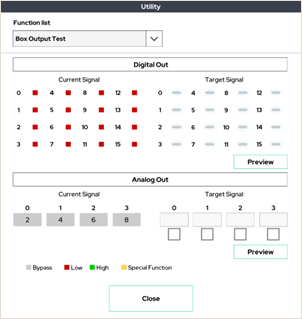 Utility
Function list
Box Output Test
Digital Out
Current Signal Target Signal
0 4 8 12 0 4 8 12
1 5 9 13 1 5 9 13
2 6 10 14 2 6 10 14
3 7 11 15 3 7 11 15
Preview
Analog Out
Current Signal Target Signal
0 1 2 3 0 1 2 3
2 4 6 8
Preview
Bypass Low High Special Function
Close